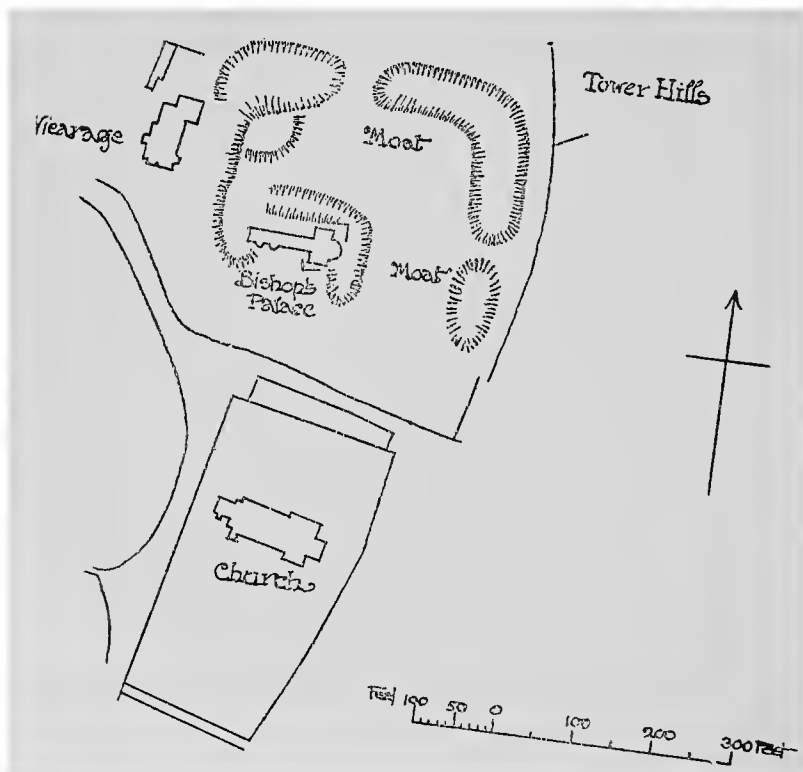 Tower Hills
Vicarage
Moat
Moat
Bishop's
Palace
Church
Feet 100 50 0 100 200 300 Feet